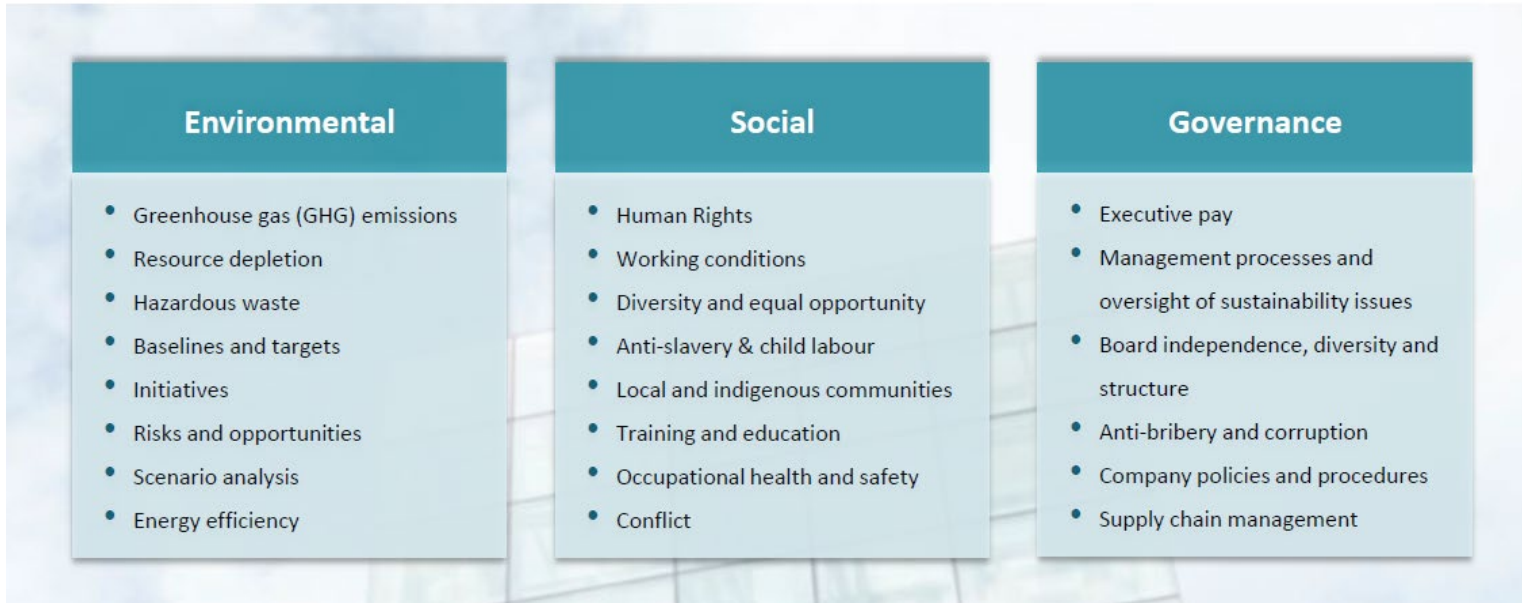 Environmental
• Greenhouse gas (GHG) emissions
• Resource depletion
• Hazardous waste
• Baselines and targets
• Initiatives
• Risks and opportunities
• Scenario analysis
• Energy efficiency
Social
• Human Rights
• Working conditions
• Diversity and equal opportunity
• Anti-slavery & child labour
• Local and indigenous communities
• Training and education
• Occupational health and safety
• Conflict
Governance
• Executive pay
• Management processes and
oversight of sustainability issues
• Board independence, diversity and
structure
• Anti-bribery and corruption
• Company policies and procedures
• Supply chain management